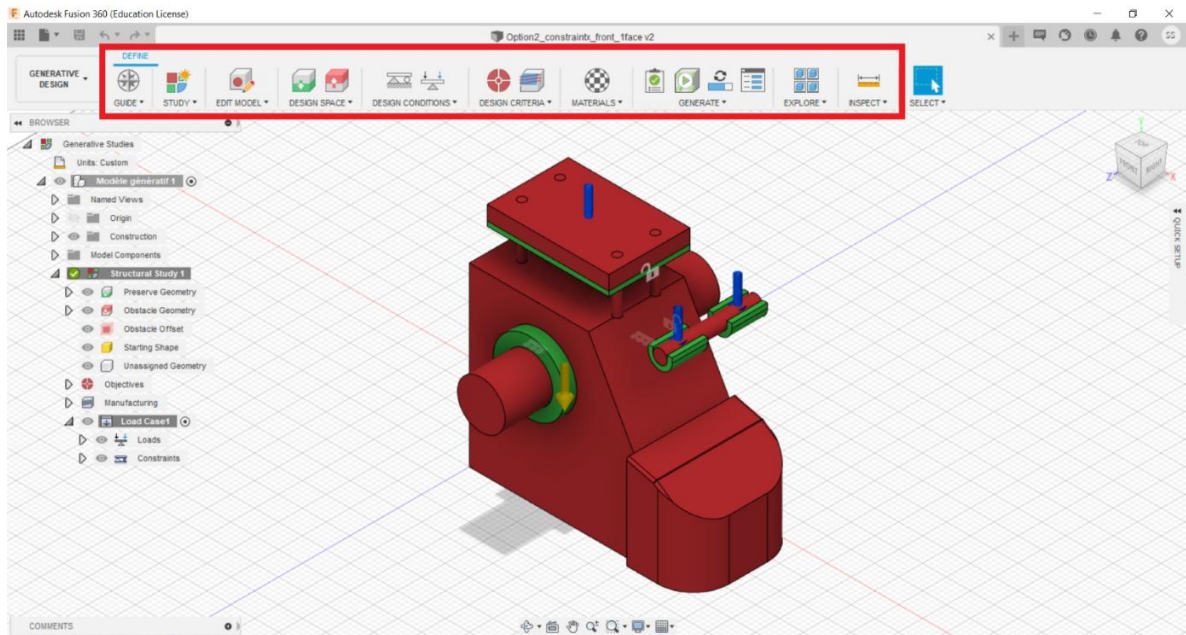 Autodesk Fusion 360 (Education License)
Option2_constraintx_front_1face v2
SS
DEFINE
GENERATIVE DESIGN
GUIDE
STUDY
EDIT MODEL
DESIGN SPACE
DESIGN CONDITIONS
DESIGN CRITERIA
MATERIALS
GENERATE
EXPLORE
INSPECT
SELECT
BROWSER
Generative Studies
Units: Custom
Modèle génératif 1
Named Views
Origin
Construction
Model Components
Structural Study 1
Preserve Geometry
Obstacle Geometry
Obstacle Offset
Starting Shape
Unassigned Geometry
Objectives
Manufacturing
Load Case1
Loads
Constraints
Y
FRONT
RIGHT
Z
X
QUICK SETUP
COMMENTS